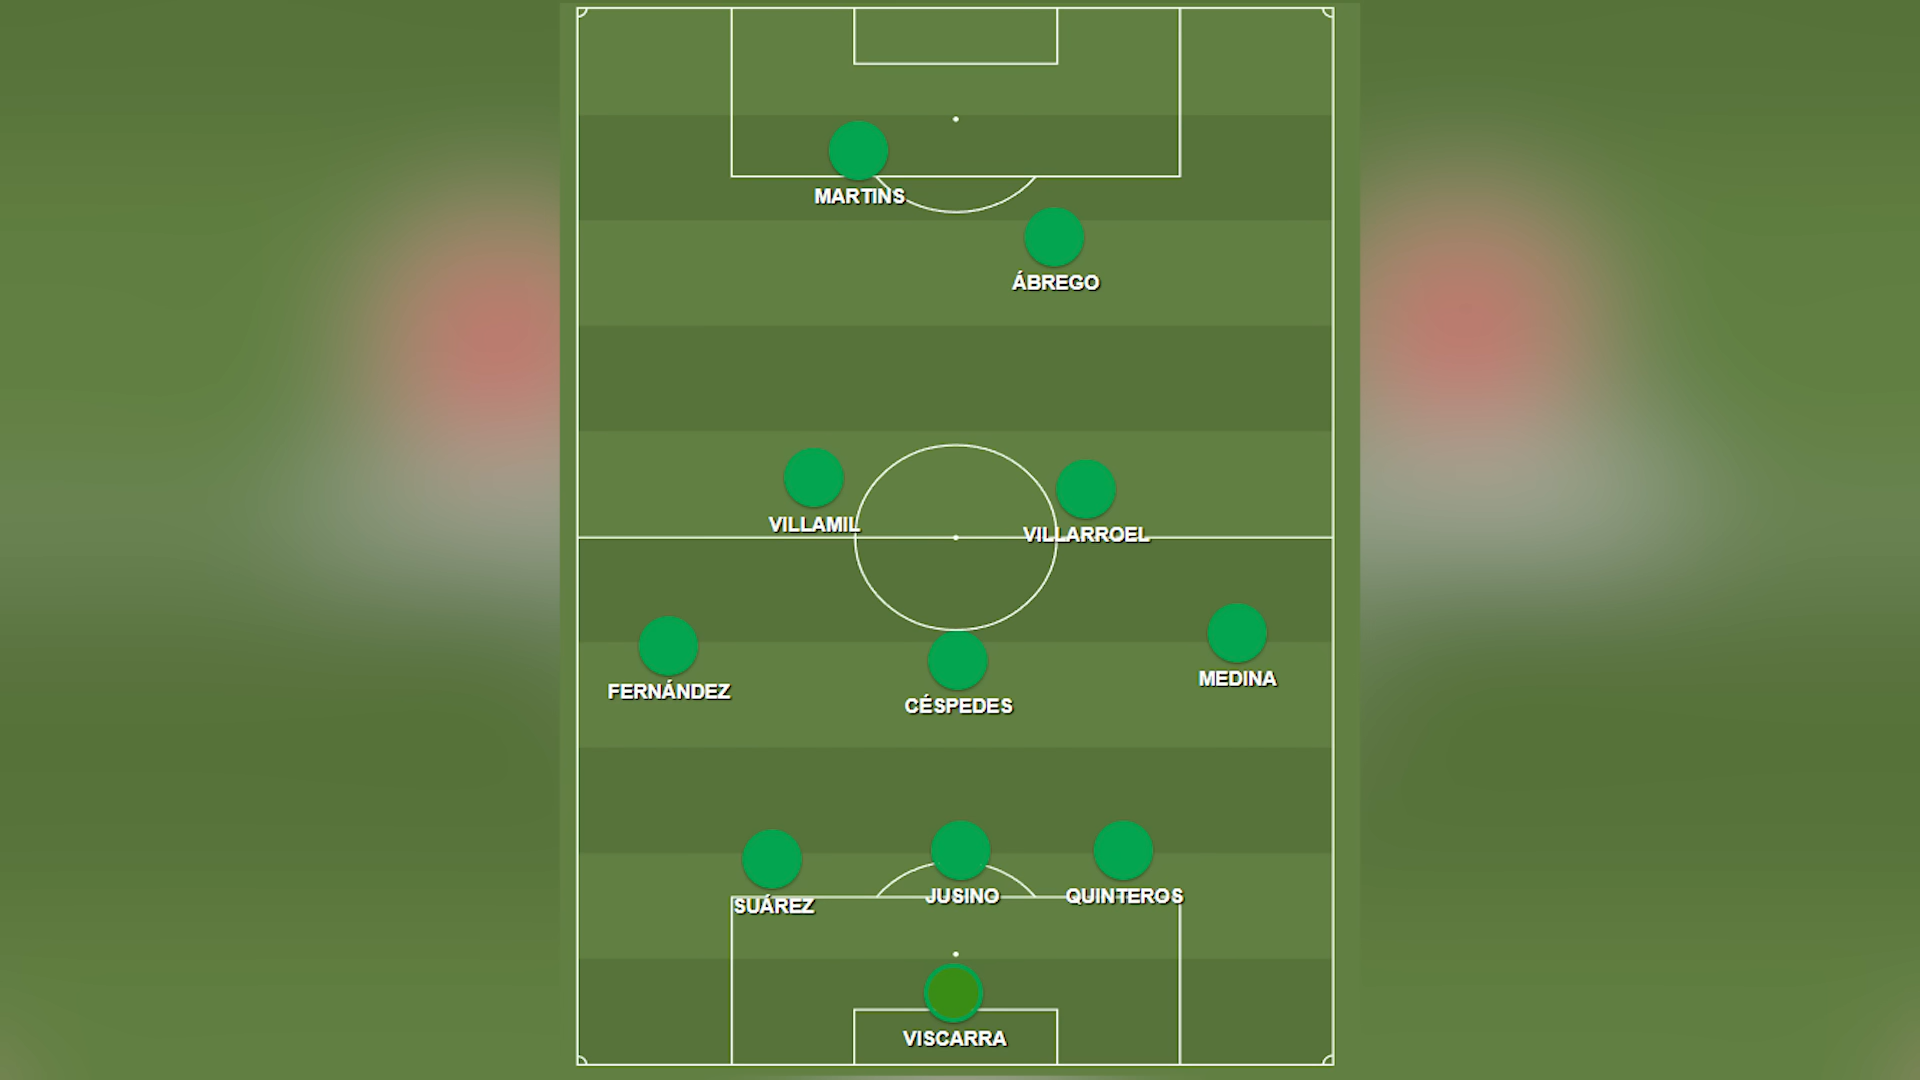 MARTINS
ÁBREGO
VILLAMIL
VILLARROEL
FERNÁNDEZ
CÉSPEDES
MEDINA
SUÁREZ
JUSINO
QUINTEROS
VISCARRA